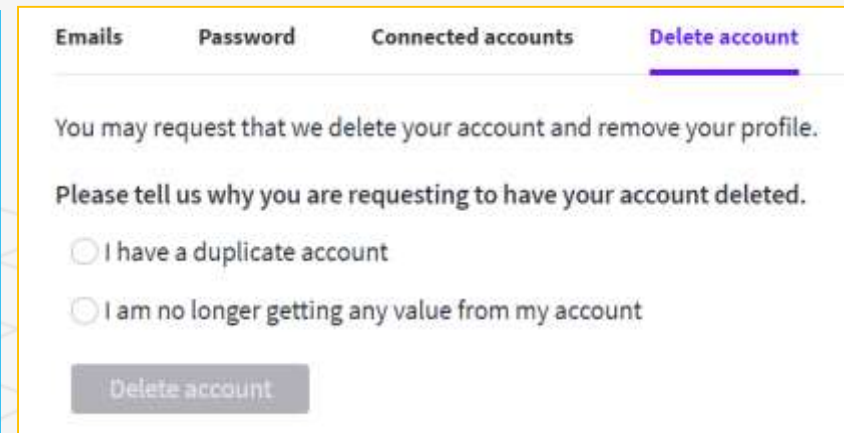 Emails Password Connected accounts Delete account
You may request that we delete your account and remove your profile.
Please tell us why you are requesting to have your account deleted.
I have a duplicate account
I am no longer getting any value from my account
Delete account